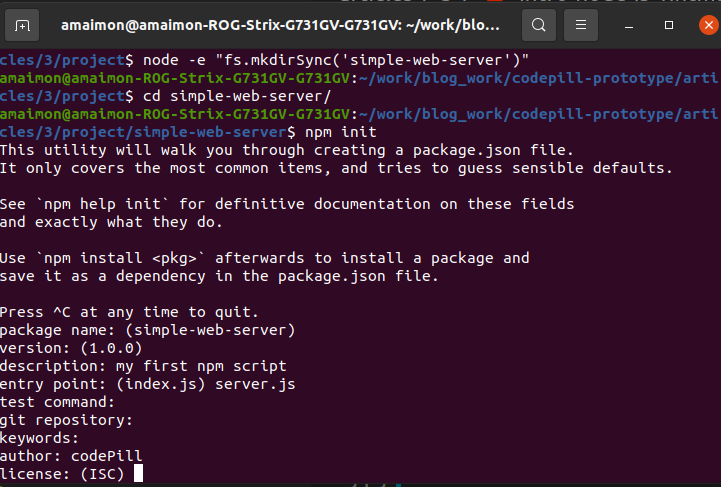 amaimon@amaimon-ROG-Strix-G731GV-G731GV: ~/work/blo...
cles/3/project$ node -e "fs.mkdirSync('simple-web-server')"
amaimon@amaimon-ROG-Strix-G731GV-G731GV:~/work/blog_work/codepill-prototype/arti
cles/3/project$ cd simple-web-server/
amaimon@amaimon-ROG-Strix-G731GV-G731GV:~/work/blog_work/codepill-prototype/arti
cles/3/project/simple-web-server$ npm init
This utility will walk you through creating a package.json file.
It only covers the most common items, and tries to guess sensible defaults.

See `npm help init` for definitive documentation on these fields
and exactly what they do.

Use `npm install <pkg>` afterwards to install a package and
save it as a dependency in the package.json file.

Press ^C at any time to quit.
package name: (simple-web-server)
version: (1.0.0)
description: my first npm script
entry point: (index.js) server.js
test command:
git repository:
keywords:
author: codePill
license: (ISC)